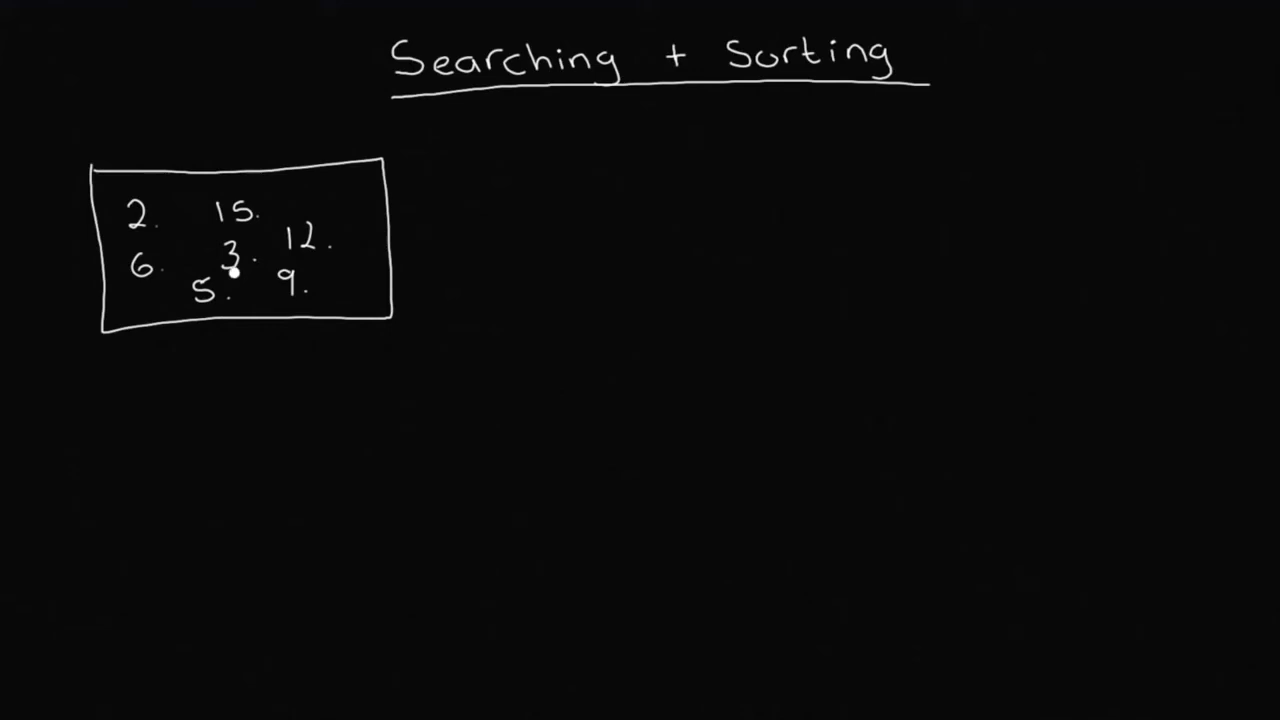 Searching + Sorting
2. 15.
12.
6. 3.
5. 9.